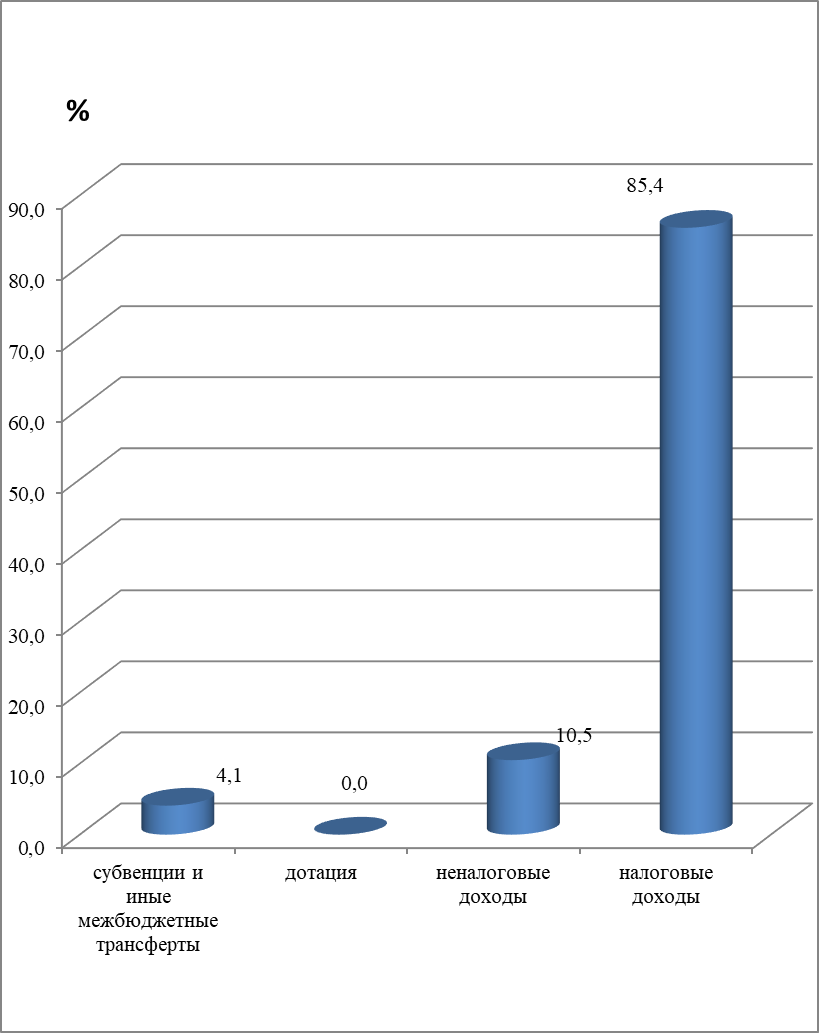 %
90,0
80,0
70,0
60,0
50,0
40,0
30,0
20,0
10,0
0,0
4,1
0,0
10,5
85,4
субвенции и
иные
межбюджетные
трансферты
дотация
неналоговые
доходы
налоговые
доходы